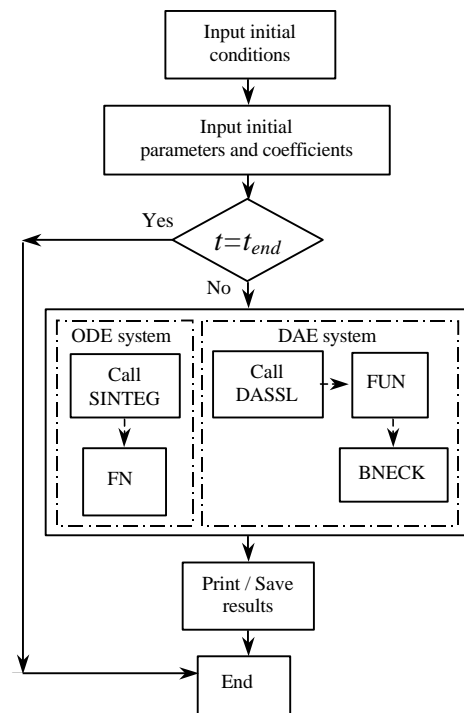 Input initial
conditions
Input initial
parameters and coefficients
Yes
t=t_end
No
ODE system
DAE system
Call
SINTEG
Call
DASSL
FUN
FN
BNECK
Print / Save
results
End